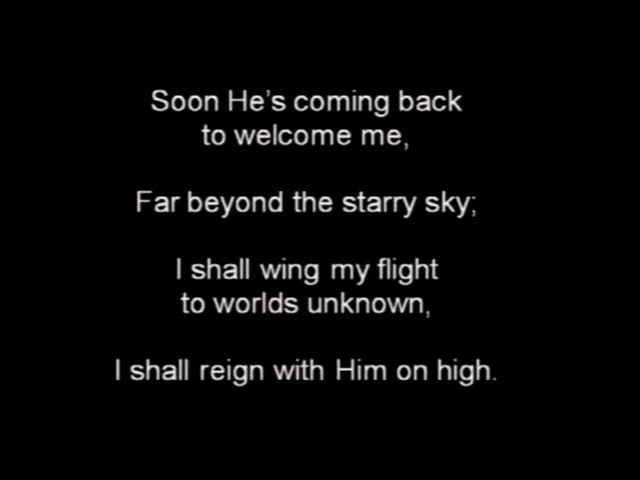 Soon He's coming back
to welcome me,
Far beyond the starry sky;
I shall wing my flight
to worlds unknown,
I shall reign with Him on high.